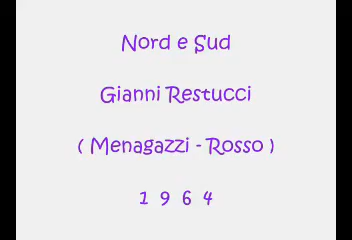 Nord e Sud
Gianni Restucci
( Menagazzi - Rosso )
1 9 6 4